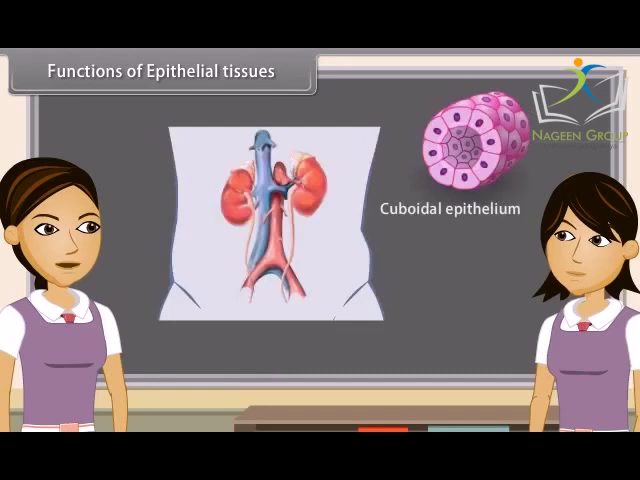 Functions of Epithelial tissues
NAGEEN GROUP
Cuboidal epithelium